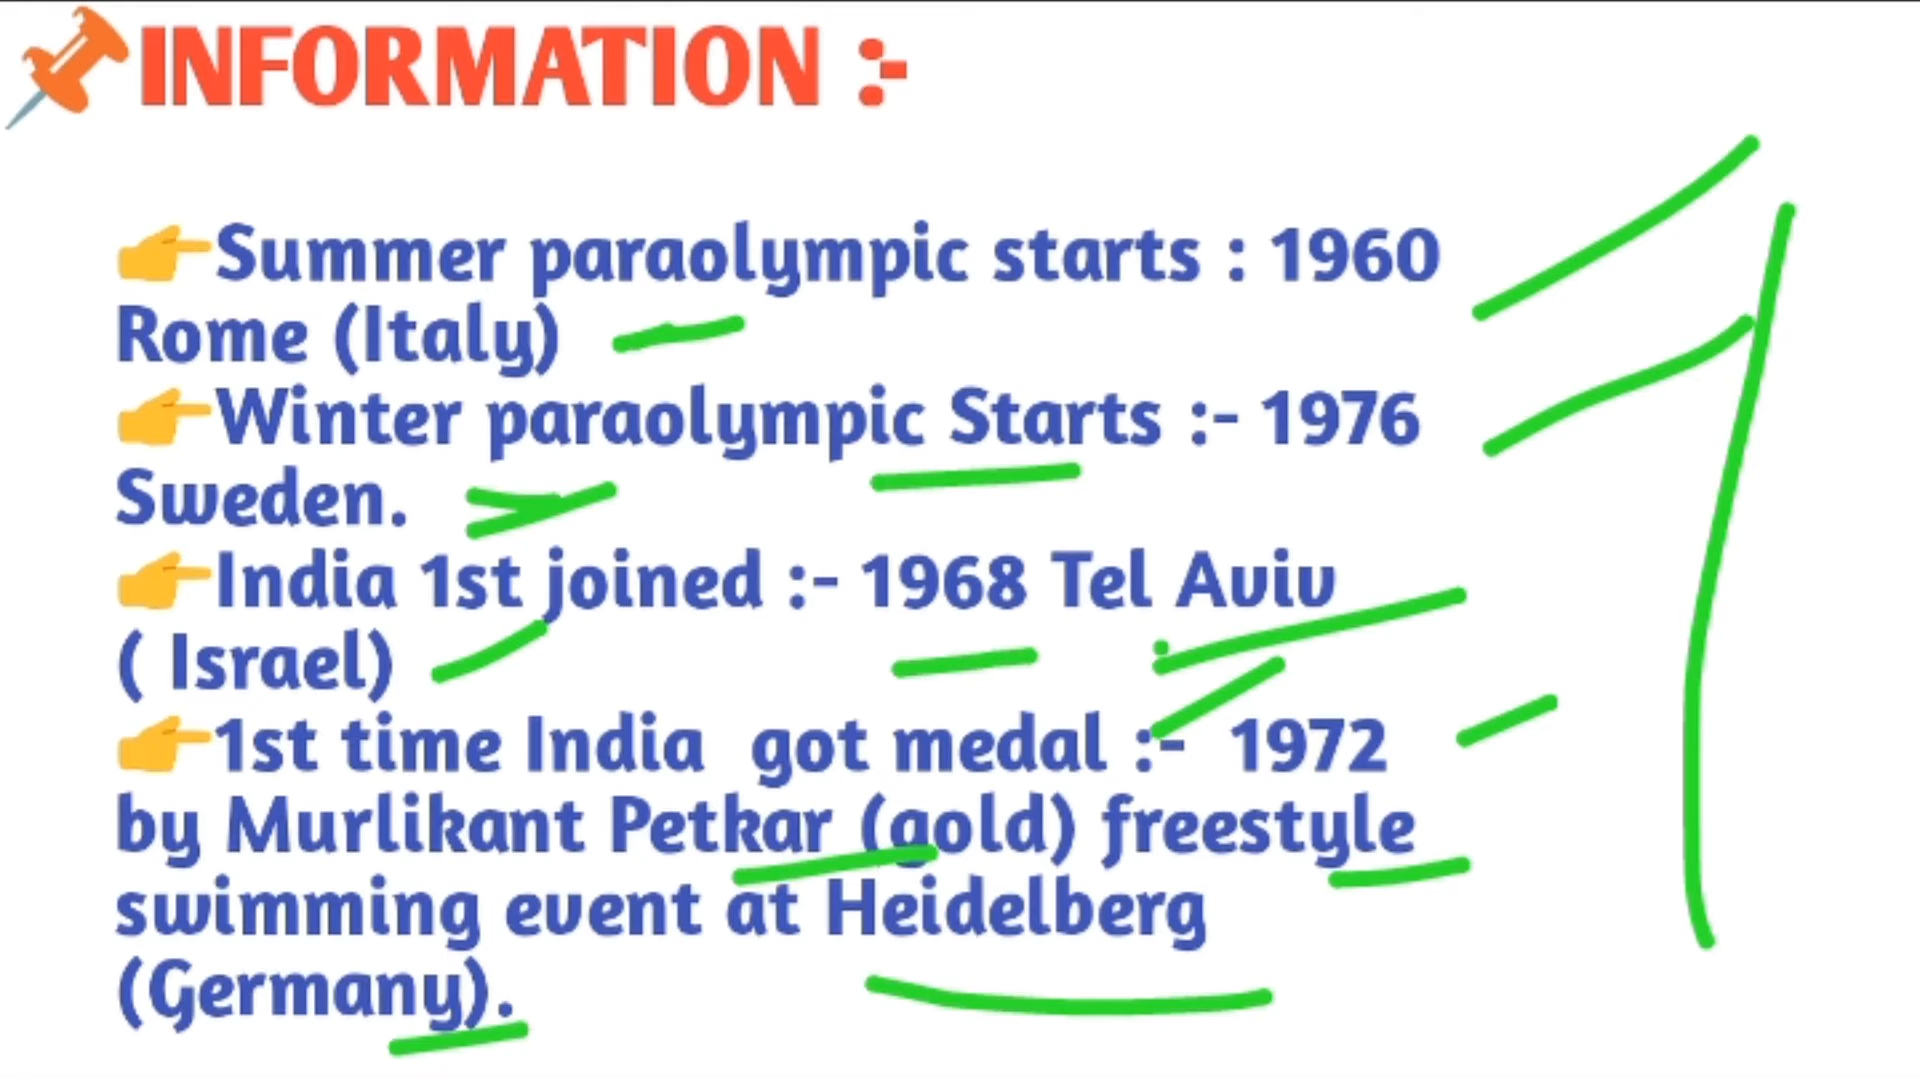 INFORMATION :-
👉Summer paraolympic starts : 1960
Rome (Italy)
👉Winter paraolympic Starts :- 1976
Sweden.
👉India 1st joined :- 1968 Tel Aviv
( Israel)
👉1st time India got medal :- 1972
by Murlikant Petkar (gold) freestyle
swimming event at Heidelberg
(Germany).